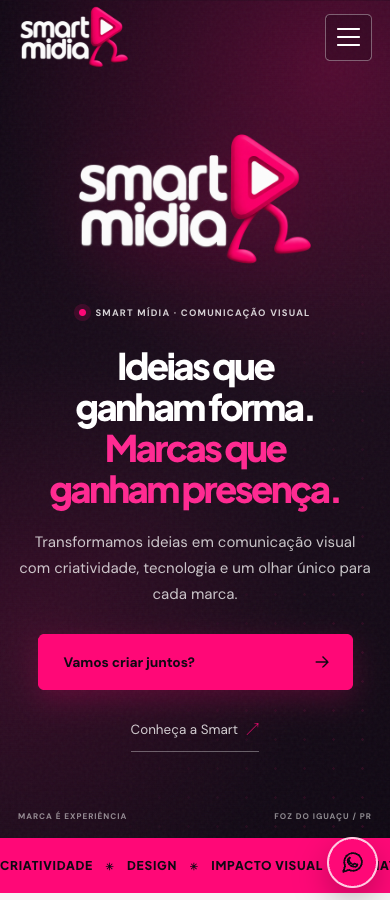 smart
midia
smart
midia
SMART MÍDIA · COMUNICAÇÃO VISUAL
Ideias que
ganham forma.
Marcas que
ganham presença.
Transformamos ideias em comunicação visual
com criatividade, tecnologia e um olhar único para
cada marca.
Vamos criar juntos? →
Conheça a Smart ↗
MARCA É EXPERIÊNCIA
FOZ DO IGUAÇU / PR
CRIATIVIDADE * DESIGN * IMPACTO VISUAL